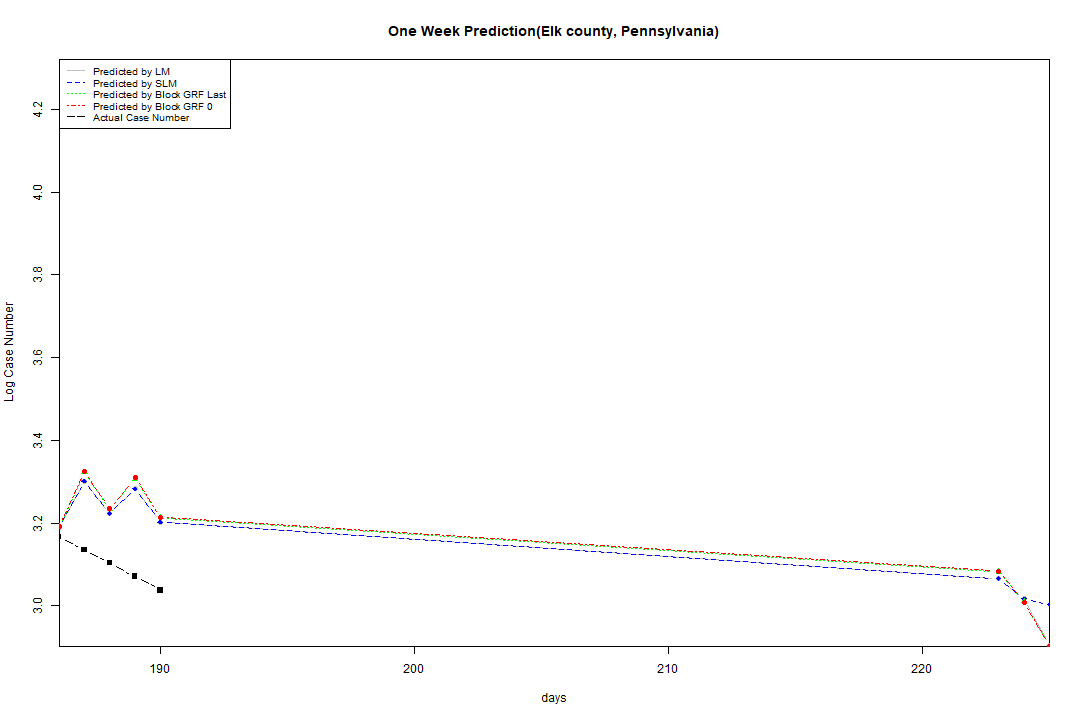 One Week Prediction(Elk county, Pennsylvania)
Predicted by LM
Predicted by SLM
Predicted by Block GRF Last
Predicted by Block GRF 0
Actual Case Number
4.2
4.0
3.8
3.6
3.4
3.2
3.0
Log Case Number
190 200 210 220
days